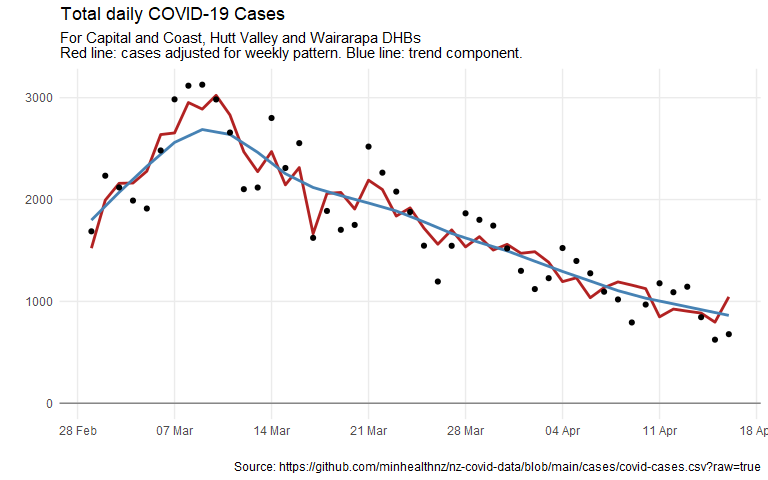 Total daily COVID-19 Cases
For Capital and Coast, Hutt Valley and Wairarapa DHBs
Red line: cases adjusted for weekly pattern. Blue line: trend component.
3000
2000
1000
0
28 Feb 07 Mar 14 Mar 21 Mar 28 Mar 04 Apr 11 Apr 18 Ap
Source: https://github.com/minhealthnz/nz-covid-data/blob/main/cases/covid-cases.csv?raw=true